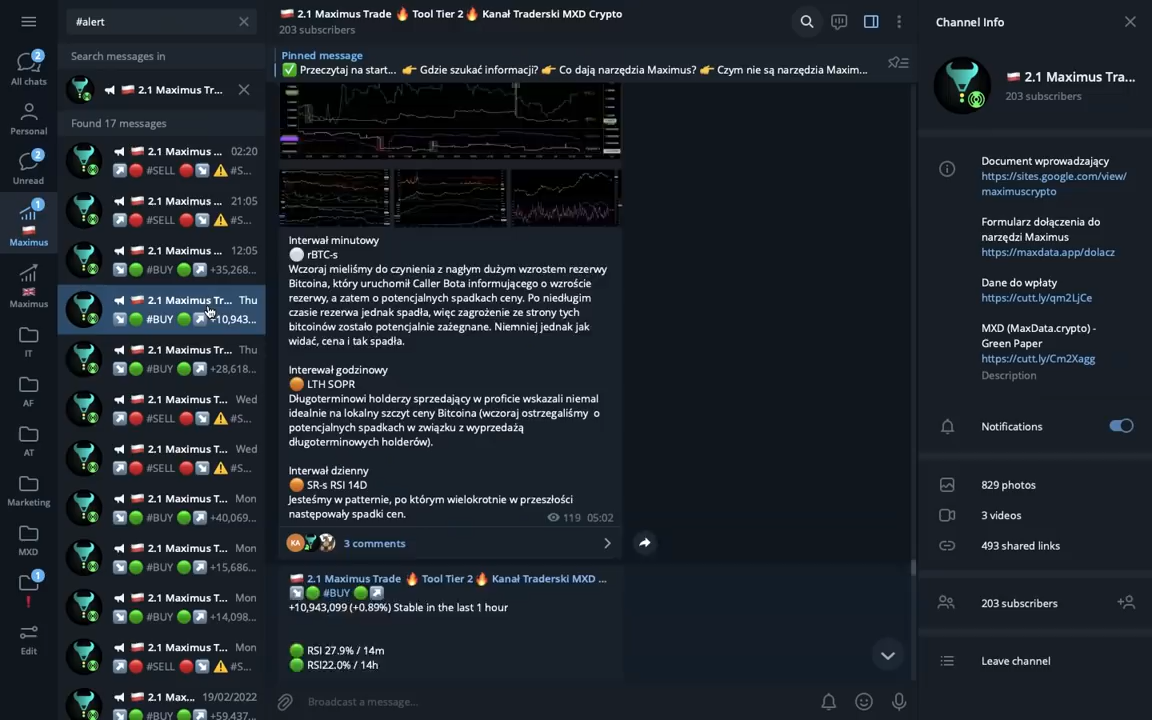 #alert
Search messages in
2.1 Maximus Tr...
Found 17 messages
2.1 Maximus ... 02:20
#SELL #S...
2.1 Maximus ... 21:05
#SELL #S...
2.1 Maximus ... 12:05
#BUY +35,268...
2.1 Maximus Tr... Thu
#BUY +10,943...
2.1 Maximus Tr... Thu
#BUY +28,618...
2.1 Maximus T... Wed
#SELL #S...
2.1 Maximus T... Wed
#SELL #S...
2.1 Maximus T... Mon
#BUY +40,069...
2.1 Maximus T... Mon
#BUY +15,686...
2.1 Maximus T... Mon
#BUY +14,098...
2.1 Maximus T... Mon
#SELL #S...
2.1 Max... 19/02/2022
#BUY +59,437...
2
All chats
Personal
2
Unread
1
Maximus
Maximus
IT
AF
AT
Marketing
MXD
1
Edit
2.1 Maximus Trade 🔥 Tool Tier 2 🔥 Kanał Traderski MXD Crypto
203 subscribers
Pinned message
✅ Przeczytaj na start... 👉 Gdzie szukać informacji? 👉 Co dają narzędzia Maximus? 👉 Czym nie są narzędzia Maxim...
Interwał minutowy
rBTC-s
Wczoraj mieliśmy do czynienia z nagłym dużym wzrostem rezerwy
Bitcoina, który uruchomił Caller Bota informującego o wzroście
rezerwy, a zatem o potencjalnych spadkach ceny. Po niedługim
czasie rezerwa jednak spadła, więc zagrożenie ze strony tych
bitcoinów zostało potencjalnie zażegnane. Niemniej jednak jak
widać, cena i tak spadła.
Interewał godzinowy
LTH SOPR
Długoterminowi holderzy sprzedający w proficie wskazali niemal
idealnie na lokalny szczyt ceny Bitcoina (wczoraj ostrzegaliśmy o
potencjalnych spadkach w związku z wyprzedażą
długoterminowych holderów).
Interwał dzienny
SR-s RSI 14D
Jesteśmy w patternie, po którym wielokrotnie w przeszłości
następowały spadki cen.
119 05:02
KA
3 comments
2.1 Maximus Trade 🔥 Tool Tier 2 🔥 Kanał Traderski MXD ...
#BUY
+10,943,099 (+0.89%) Stable in the last 1 hour
RSI 27.9% / 14m
RSI22.0% / 14h
Broadcast a message...
Channel Info
2.1 Maximus Tra...
203 subscribers
Document wprowadzający
https://sites.google.com/view/
maximuscrypto
Formularz dołączenia do
narzędzi Maximus
https://maxdata.app/dolacz
Dane do wpłaty
https://cutt.ly/qm2LjCe
MXD (MaxData.crypto) -
Green Paper
https://cutt.ly/Cm2Xagg
Description
Notifications
829 photos
3 videos
493 shared links
203 subscribers
Leave channel